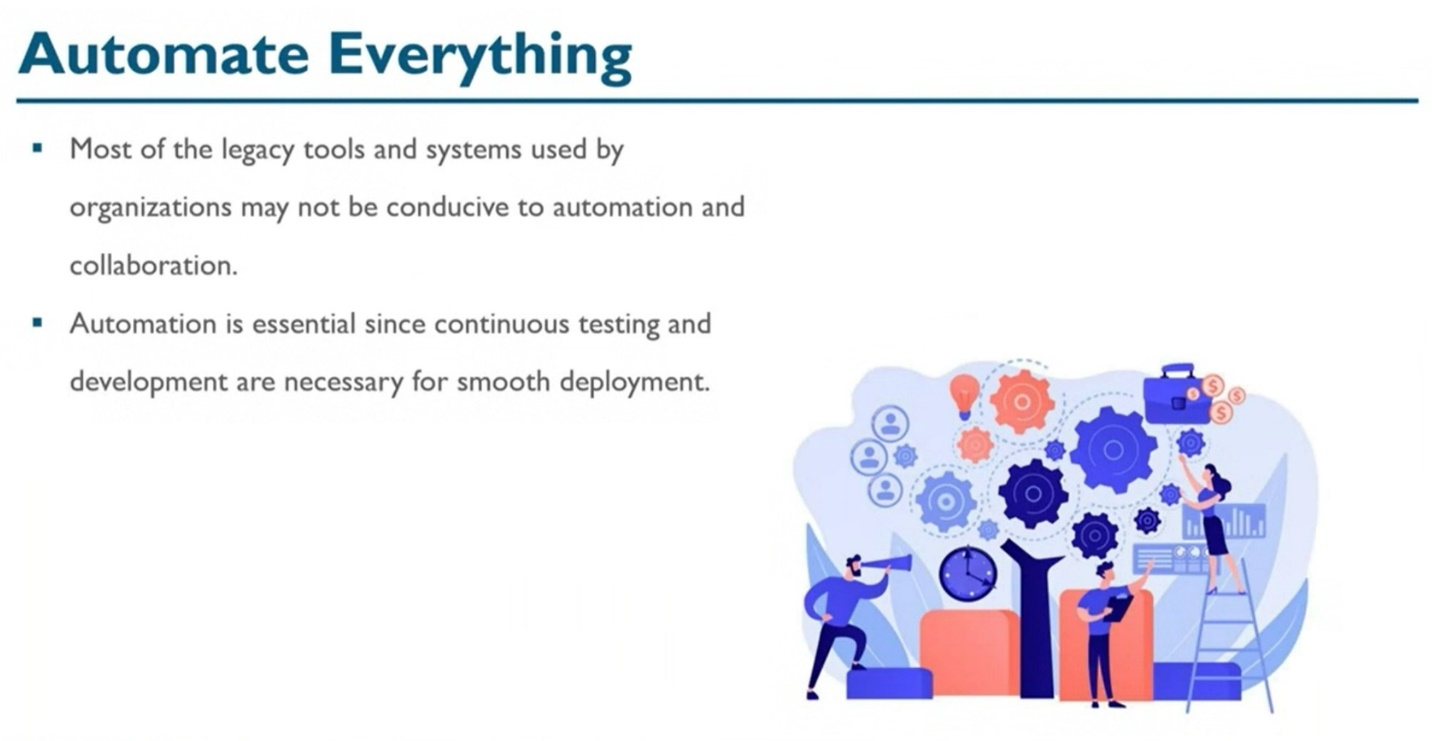 Automate Everything
▪ Most of the legacy tools and systems used by
organizations may not be conducive to automation and
collaboration.
▪ Automation is essential since continuous testing and
development are necessary for smooth deployment.
$
$
$
$